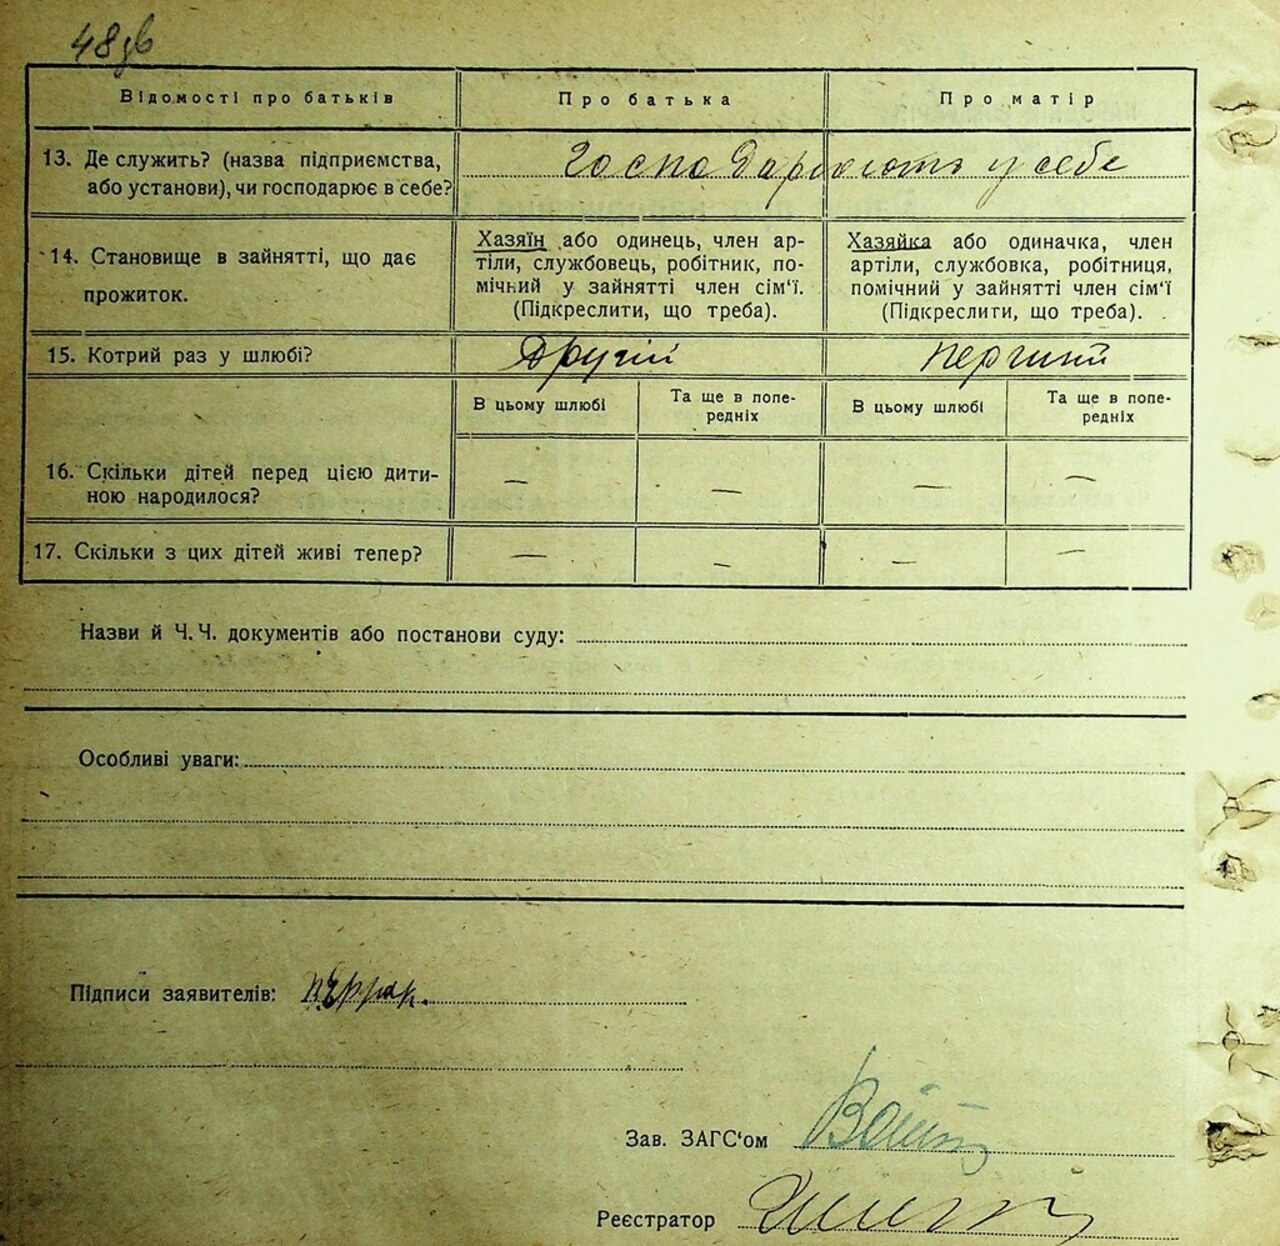 48 зв
Відомості про батьків
Про батька
Про матір
13. Де служить? (назва підприємства,
або установи), чи господарює в себе?
Господарюють у себе
14. Становище в зайнятті, що дає
прожиток.
Хазяїн або одинець, член ар-
тіли, службовець, робітник, по-
мічний у зайнятті член сім'ї.
(Підкреслити, що треба).
Хазяйка або одиначка, член
артіли, службовка, робітниця,
помічний у зайнятті член сім'ї
(Підкреслити, що треба).
15. Котрий раз у шлюбі?
Другій
Перший
В цьому шлюбі
Та ще в попе-
редніх
В цьому шлюбі
Та ще в попе-
редніх
16. Скільки дітей перед цією дити-
ною народилося?
— — — —
17. Скільки з цих дітей живі тепер?
— — — —
Назви й Ч. Ч. документів або постанови суду:
Особливі уваги:
Підписи заявителів:
Зав. ЗАГС'ом
Реєстратор